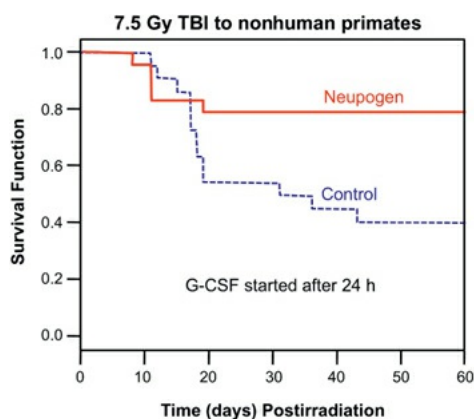 7.5 Gy TBI to nonhuman primates
1.0
0.8
0.6
0.4
0.2
0.0
Survival Function
Neupogen
Control
G-CSF started after 24 h
0 10 20 30 40 50 60
Time (days) Postirradiation